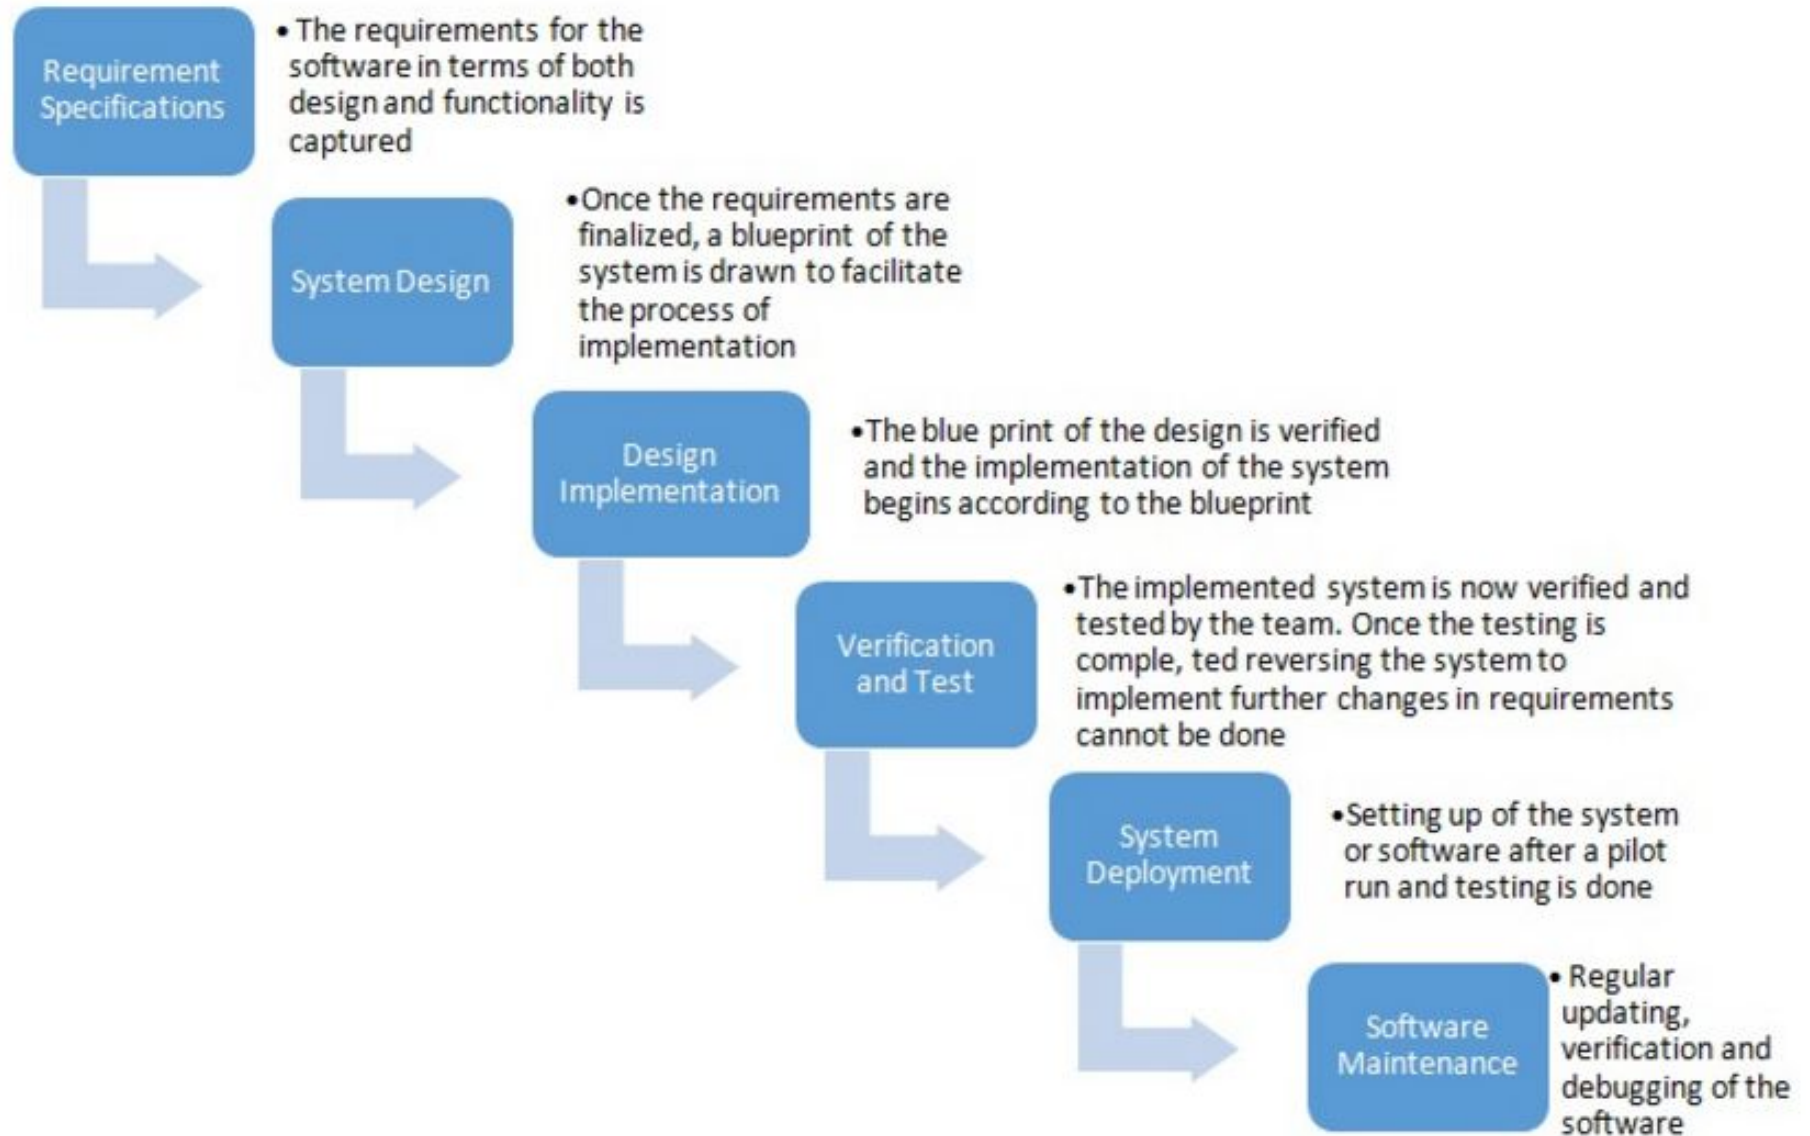 Requirement
Specifications
• The requirements for the
software in terms of both
design and functionality is
captured
System Design
•Once the requirements are
finalized, a blueprint of the
system is drawn to facilitate
the process of
implementation
Design
Implementation
•The blue print of the design is verified
and the implementation of the system
begins according to the blueprint
Verification
and Test
•The implemented system is now verified and
tested by the team. Once the testing is
comple, ted reversing the system to
implement further changes in requirements
cannot be done
System
Deployment
•Setting up of the system
or software after a pilot
run and testing is done
Software
Maintenance
• Regular
updating,
verification and
debugging of the
software